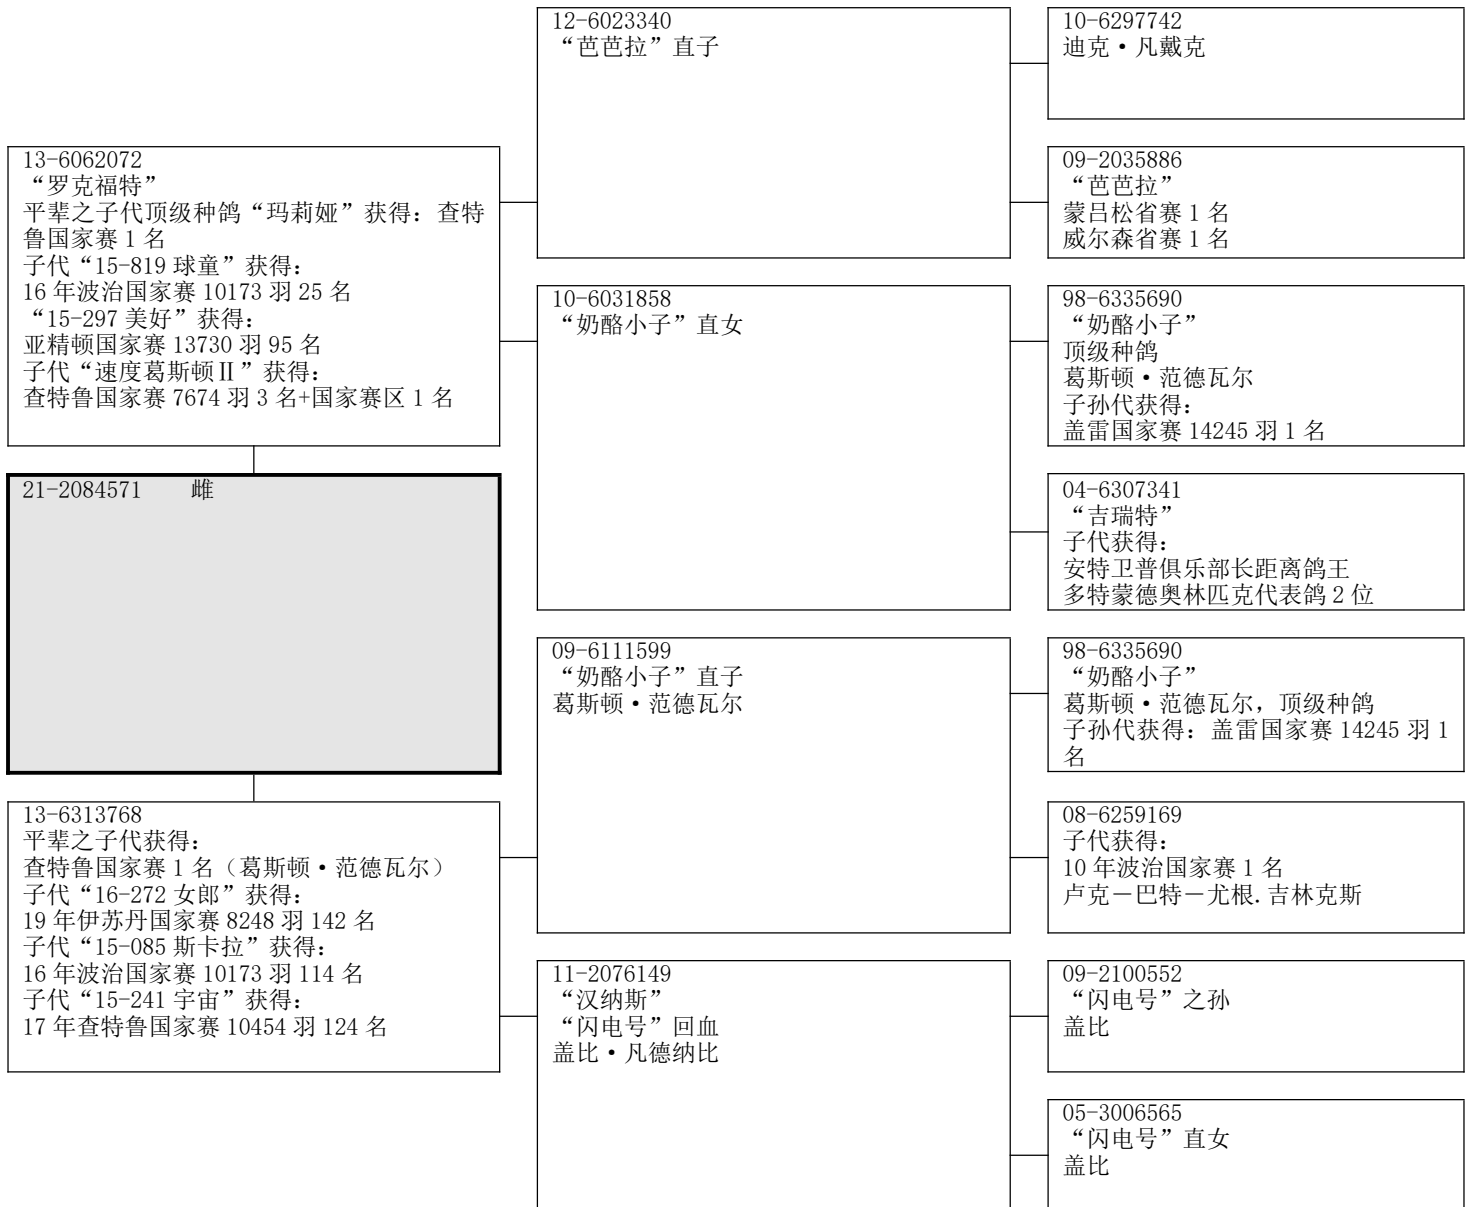 13-6062072
“罗克福特”
平辈之子代顶级种鸽“玛莉娅”获得：查特
鲁国家赛 1 名
子代“15-819 球童”获得：
16 年波治国家赛 10173 羽 25 名
“15-297 美好”获得：
亚精顿国家赛 13730 羽 95 名
子代“速度葛斯顿Ⅱ”获得：
查特鲁国家赛 7674 羽 3 名+国家赛区 1 名
21-2084571 雌
13-6313768
平辈之子代获得：
查特鲁国家赛 1 名（葛斯顿•范德瓦尔）
子代“16-272 女郎”获得：
19 年伊苏丹国家赛 8248 羽 142 名
子代“15-085 斯卡拉”获得：
16 年波治国家赛 10173 羽 114 名
子代“15-241 宇宙”获得：
17 年查特鲁国家赛 10454 羽 124 名
12-6023340
“芭芭拉”直子
10-6031858
“奶酪小子”直女
09-6111599
“奶酪小子”直子
葛斯顿•范德瓦尔
11-2076149
“汉纳斯”
“闪电号”回血
盖比•凡德纳比
10-6297742
迪克•凡戴克
09-2035886
“芭芭拉”
蒙吕松省赛 1 名
威尔森省赛 1 名
98-6335690
“奶酪小子”
顶级种鸽
葛斯顿•范德瓦尔
子孙代获得：
盖雷国家赛 14245 羽 1 名
04-6307341
“吉瑞特”
子代获得：
安特卫普俱乐部长距离鸽王
多特蒙德奥林匹克代表鸽 2 位
98-6335690
“奶酪小子”
葛斯顿•范德瓦尔，顶级种鸽
子孙代获得：盖雷国家赛 14245 羽 1
名
08-6259169
子代获得：
10 年波治国家赛 1 名
卢克－巴特－尤根.吉林克斯
09-2100552
“闪电号”之孙
盖比
05-3006565
“闪电号”直女
盖比